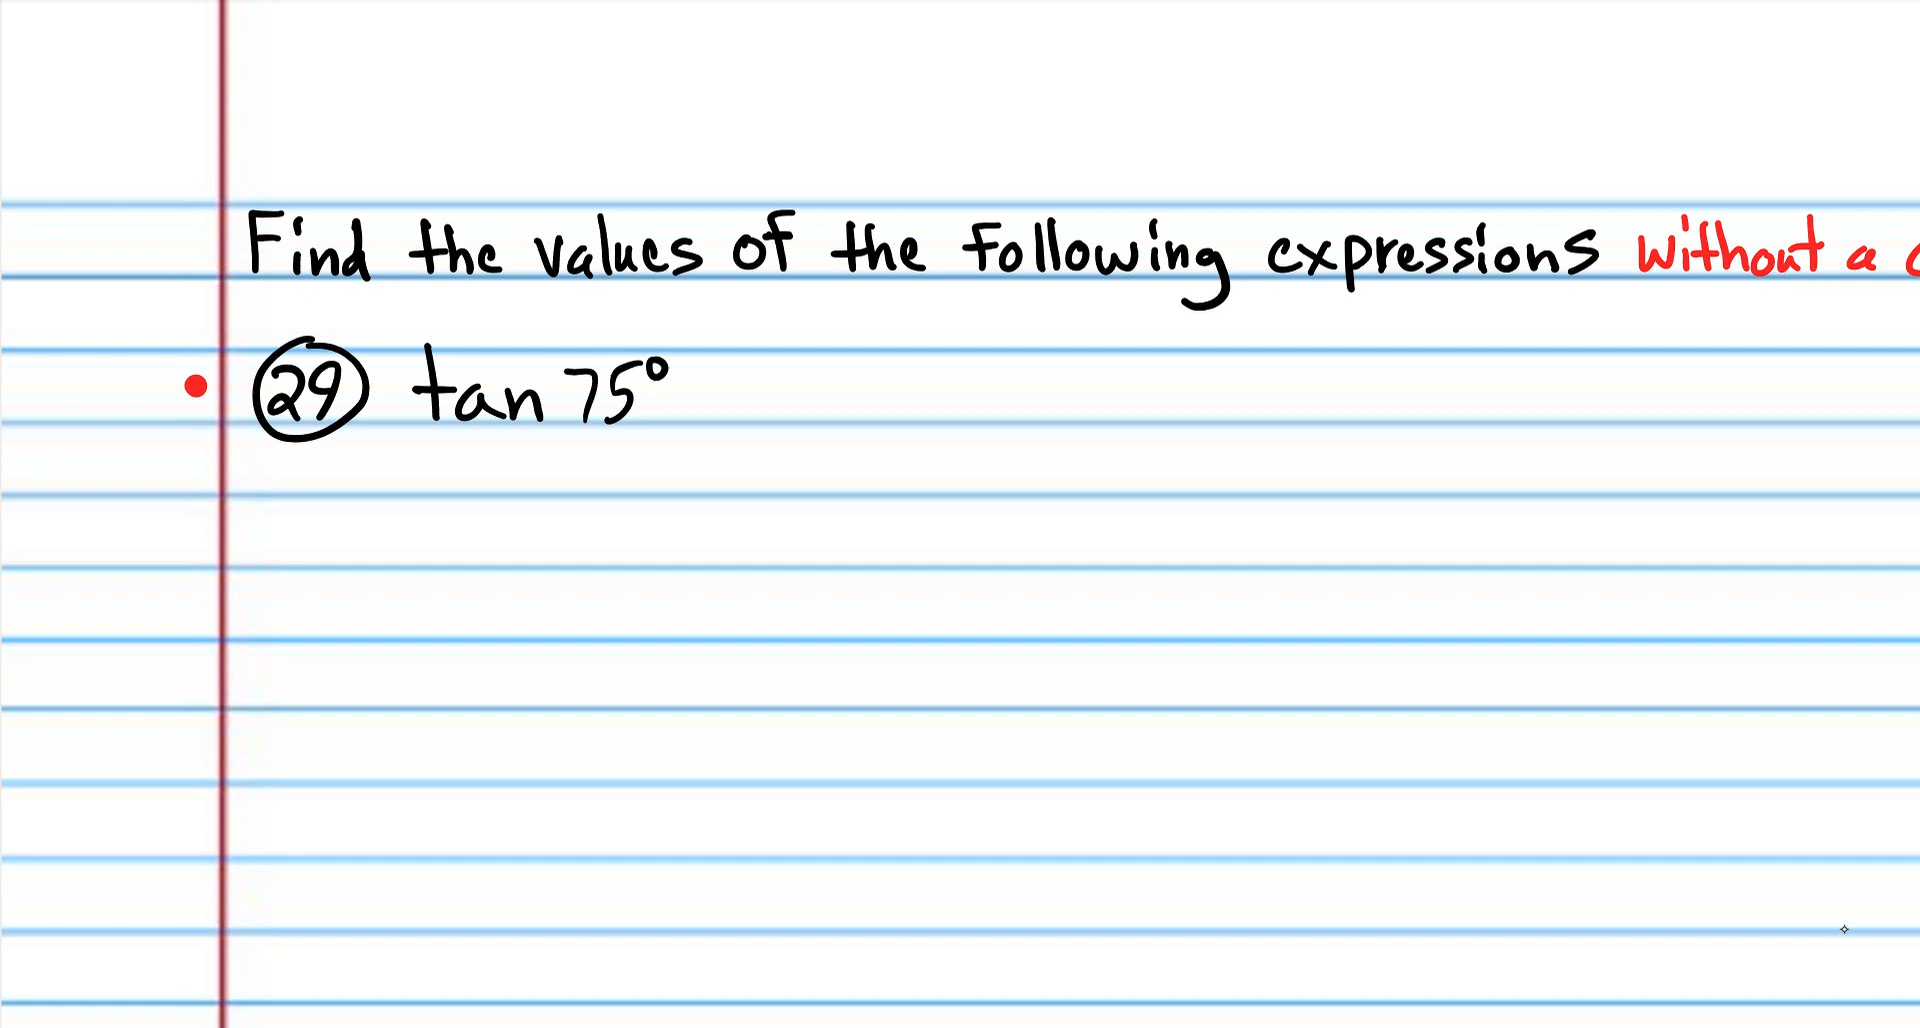 Find the values of the following expressions without a
29 tan 75°